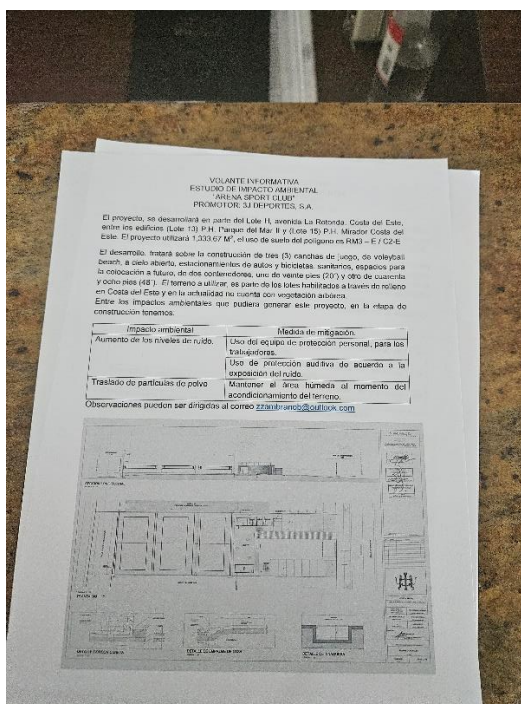 VOLANTE INFORMATIVA
ESTUDIO DE IMPACTO AMBIENTAL
"ARENA SPORT CLUB"
PROMOTOR: 3J DEPORTES, S.A.
El proyecto, se desarrollará en parte del Lote 11, avenida La Rotonda, Costa del Este,
entre los edificios (Lote 13) P.H. Parque del Mar II y (Lote 15) P.H. Mirador Costa del
Este. El proyecto utilizará 1,333.67 M², el uso de suelo del polígono es RM3 – E / C2-E
El desarrollo, tratará sobre la construcción de tres (3) canchas de juego, de voleyball
beach, a cielo abierto, estacionamientos de autos y bicicletas, sanitarios, espacios para
la colocación a futuro, de dos contenedores, uno de veinte pies (20") y otro de cuarenta
y ocho pies (48"). El terreno a utilizar, es parte de los lotes habilitados a través de relleno
en Costa del Este y en la actualidad no cuenta con vegetación arbórea.
Entre los impactos ambientales que pudiera generar este proyecto, en la etapa de
construcción tenemos:
Impacto ambiental Medida de mitigación.
Aumento de los niveles de ruido. Uso del equipo de protección personal, para los
trabajadores.
Uso de protección auditiva de acuerdo a la
exposición del ruido.
Traslado de partículas de polvo Mantener el área húmeda al momento del
acondicionamiento del terreno.
Observaciones pueden ser dirigidas al correo zzambranob@outlook.com